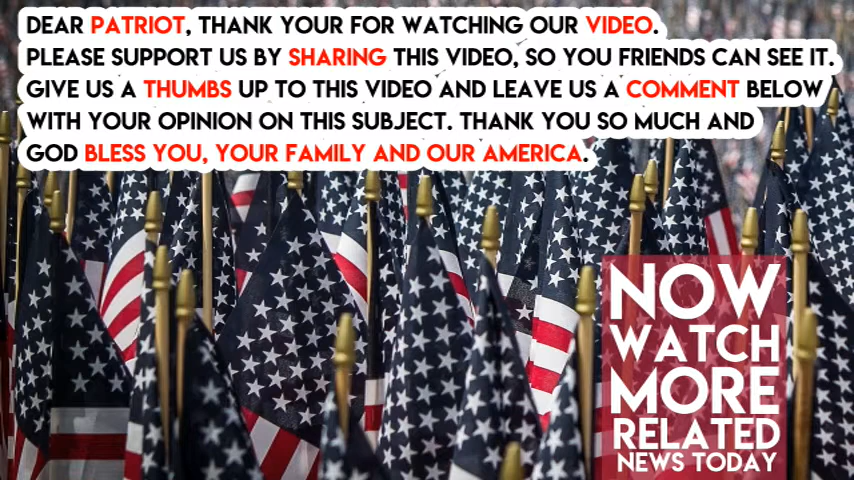 DEAR PATRIOT, THANK YOUR FOR WATCHING OUR VIDEO.
PLEASE SUPPORT US BY SHARING THIS VIDEO, SO YOU FRIENDS CAN SEE IT.
GIVE US A THUMBS UP TO THIS VIDEO AND LEAVE US A COMMENT BELOW
WITH YOUR OPINION ON THIS SUBJECT. THANK YOU SO MUCH AND
GOD BLESS YOU, YOUR FAMILY AND OUR AMERICA.
NOW
WATCH
MORE
RELATED
NEWS TODAY